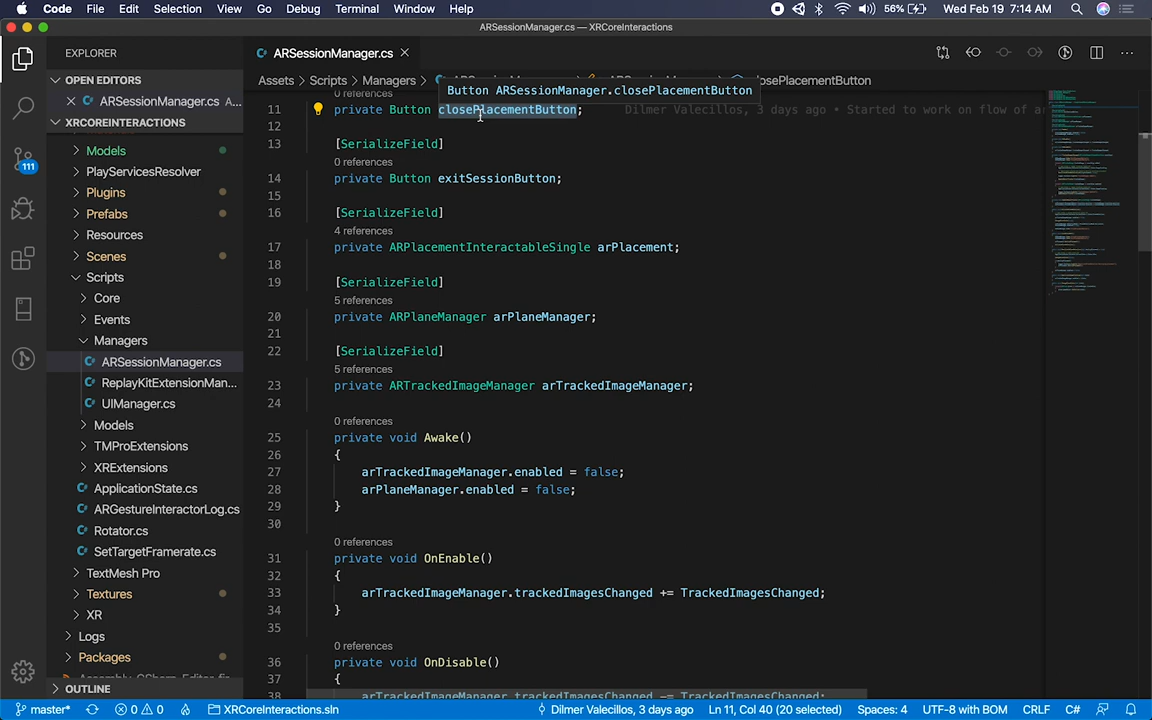 Code File Edit Selection View Go Debug Terminal Window Help 56% Wed Feb 19 7:14 AM
ARSessionManager.cs — XRCoreInteractions
EXPLORER
OPEN EDITORS
ARSessionManager.cs A...
XRCOREINTERACTIONS
Models
PlayServicesResolver
Plugins
Prefabs
Resources
Scenes
Scripts
Core
Events
Managers
ARSessionManager.cs
ReplayKitExtensionMan...
UIManager.cs
Models
TMProExtensions
XRExtensions
ApplicationState.cs
ARGestureInteractorLog.cs
Rotator.cs
SetTargetFramerate.cs
TextMesh Pro
Textures
XR
Logs
Packages
OUTLINE
111
ARSessionManager.cs
Assets > Scripts > Managers >
osePlacementButton
Button ARSessionManager.closePlacementButton
0 references
11 private Button closePlacementButton; Dilmer Valecillos, 3 days ago • Started to work on flow of a
12
13 [SerializeField]
0 references
14 private Button exitSessionButton;
15
16 [SerializeField]
4 references
17 private ARPlacementInteractableSingle arPlacement;
18
19 [SerializeField]
5 references
20 private ARPlaneManager arPlaneManager;
21
22 [SerializeField]
5 references
23 private ARTrackedImageManager arTrackedImageManager;
24
0 references
25 private void Awake()
26 {
27 arTrackedImageManager.enabled = false;
28 arPlaneManager.enabled = false;
29 }
30
0 references
31 private void OnEnable()
32 {
33 arTrackedImageManager.trackedImagesChanged += TrackedImagesChanged;
34 }
35
0 references
36 private void OnDisable()
37 {
38 arTrackedImageManager.trackedImagesChanged -= TrackedImagesChanged;
master* 0 0 XRCoreInteractions.sln Dilmer Valecillos, 3 days ago Ln 11, Col 40 (20 selected) Spaces: 4 UTF-8 with BOM CRLF C#